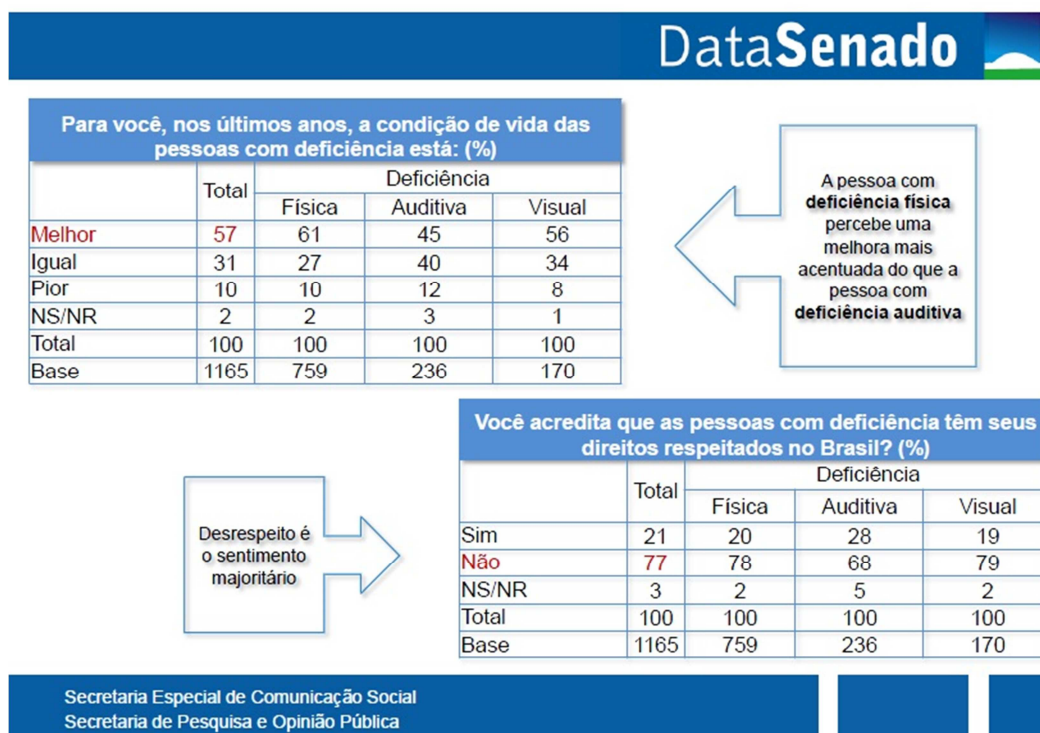 DataSenado
Para você, nos últimos anos, a condição de vida das
pessoas com deficiência está: (%)
Total Deficiência
Física Auditiva Visual
Melhor 57 61 45 56
Igual 31 27 40 34
Pior 10 10 12 8
NS/NR 2 2 3 1
Total 100 100 100 100
Base 1165 759 236 170
A pessoa com
deficiência física
percebe uma
melhora mais
acentuada do que a
pessoa com
deficiência auditiva
Você acredita que as pessoas com deficiência têm seus
direitos respeitados no Brasil? (%)
Total Deficiência
Física Auditiva Visual
Sim 21 20 28 19
Não 77 78 68 79
NS/NR 3 2 5 2
Total 100 100 100 100
Base 1165 759 236 170
Desrespeito é
o sentimento
majoritário
Secretaria Especial de Comunicação Social
Secretaria de Pesquisa e Opinião Pública